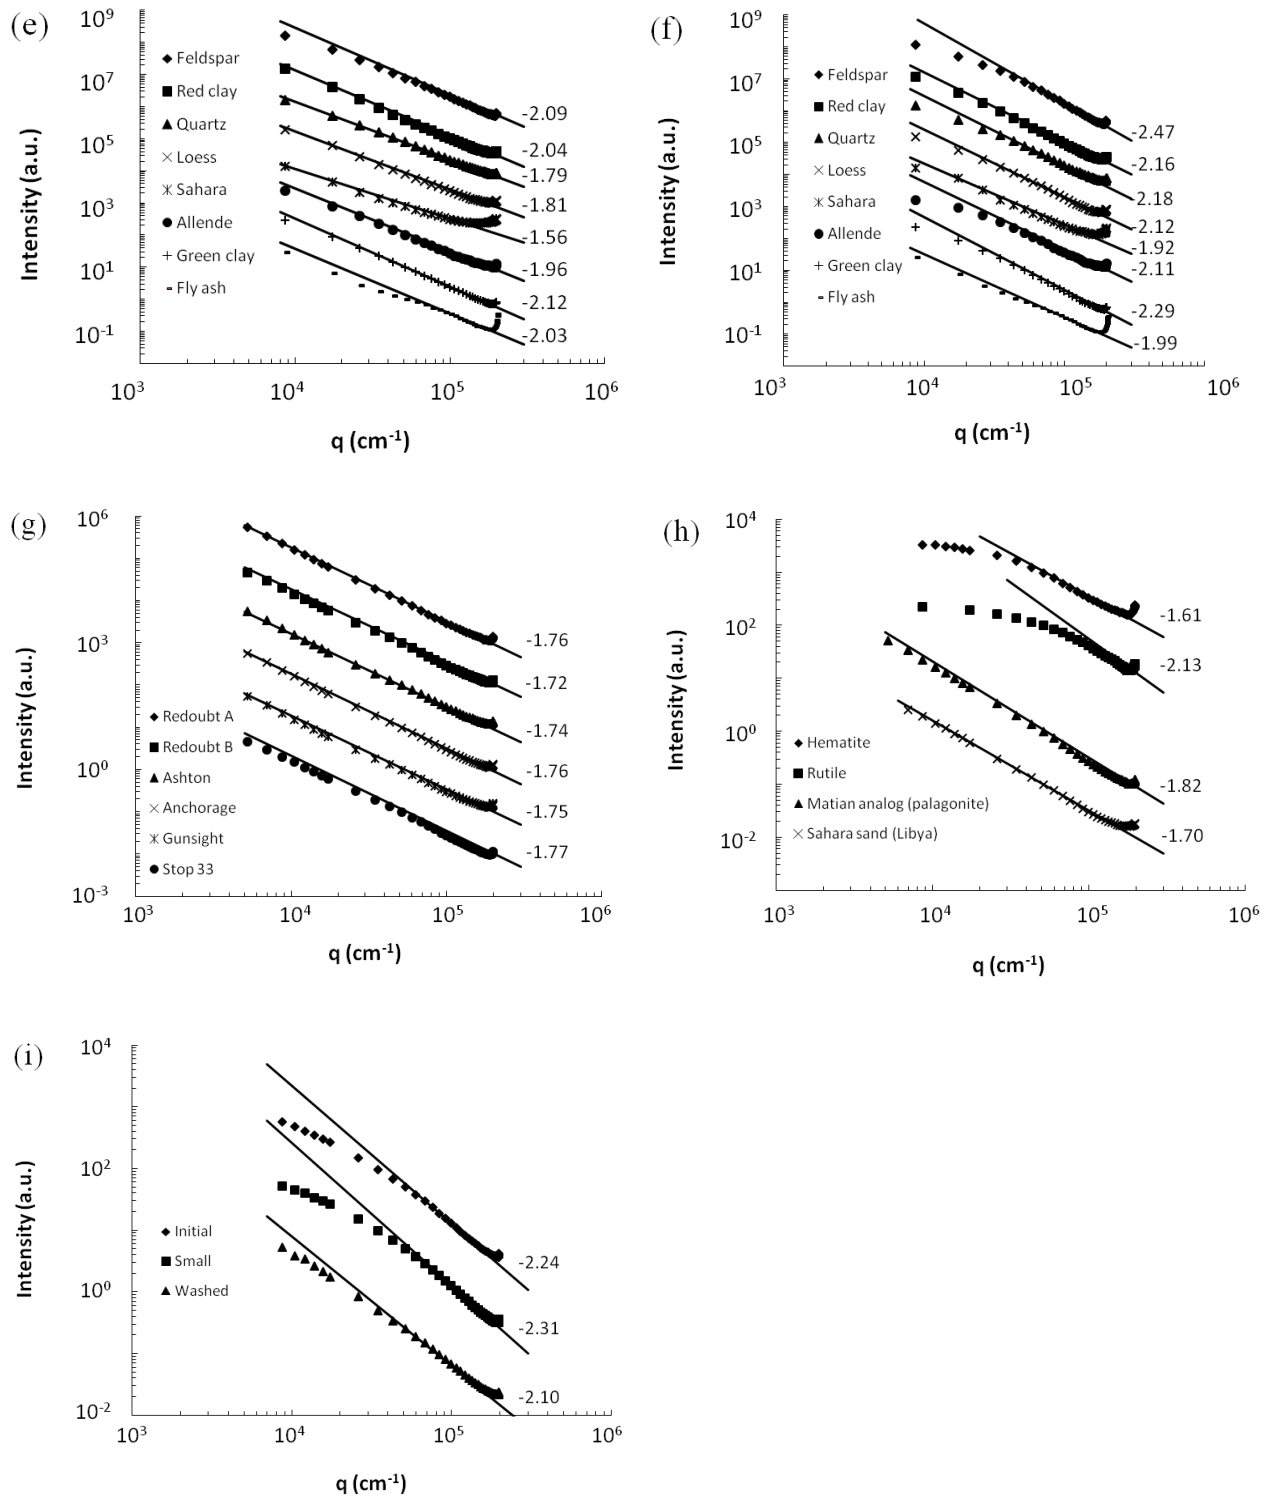 (e)
10^9
10^7
10^5
10^3
10^1
10^-1
Intensity (a.u.)
Feldspar
Red clay
Quartz
Loess
Sahara
Allende
Green clay
Fly ash
-2.09
-2.04
-1.79
-1.81
-1.56
-1.96
-2.12
-2.03
10^3 10^4 10^5 10^6
q (cm^-1)
(f)
10^9
10^7
10^5
10^3
10^1
10^-1
Intensity (a.u.)
Feldspar
Red clay
Quartz
Loess
Sahara
Allende
Green clay
Fly ash
-2.47
-2.16
-2.18
-2.12
-1.92
-2.11
-2.29
-1.99
10^3 10^4 10^5 10^6
q (cm^-1)
(g)
10^6
10^3
10^0
10^-3
Intensity (a.u.)
Redoubt A
Redoubt B
Ashton
Anchorage
Gunsight
Stop 33
-1.76
-1.72
-1.74
-1.76
-1.75
-1.77
10^3 10^4 10^5 10^6
q (cm^-1)
(h)
10^4
10^2
10^0
10^-2
Intensity (a.u.)
Hematite
Rutile
Matian analog (palagonite)
Sahara sand (Libya)
-1.61
-2.13
-1.82
-1.70
10^3 10^4 10^5 10^6
q (cm^-1)
(i)
10^4
10^2
10^0
10^-2
Intensity (a.u.)
Initial
Small
Washed
-2.24
-2.31
-2.10
10^3 10^4 10^5 10^6
q (cm^-1)